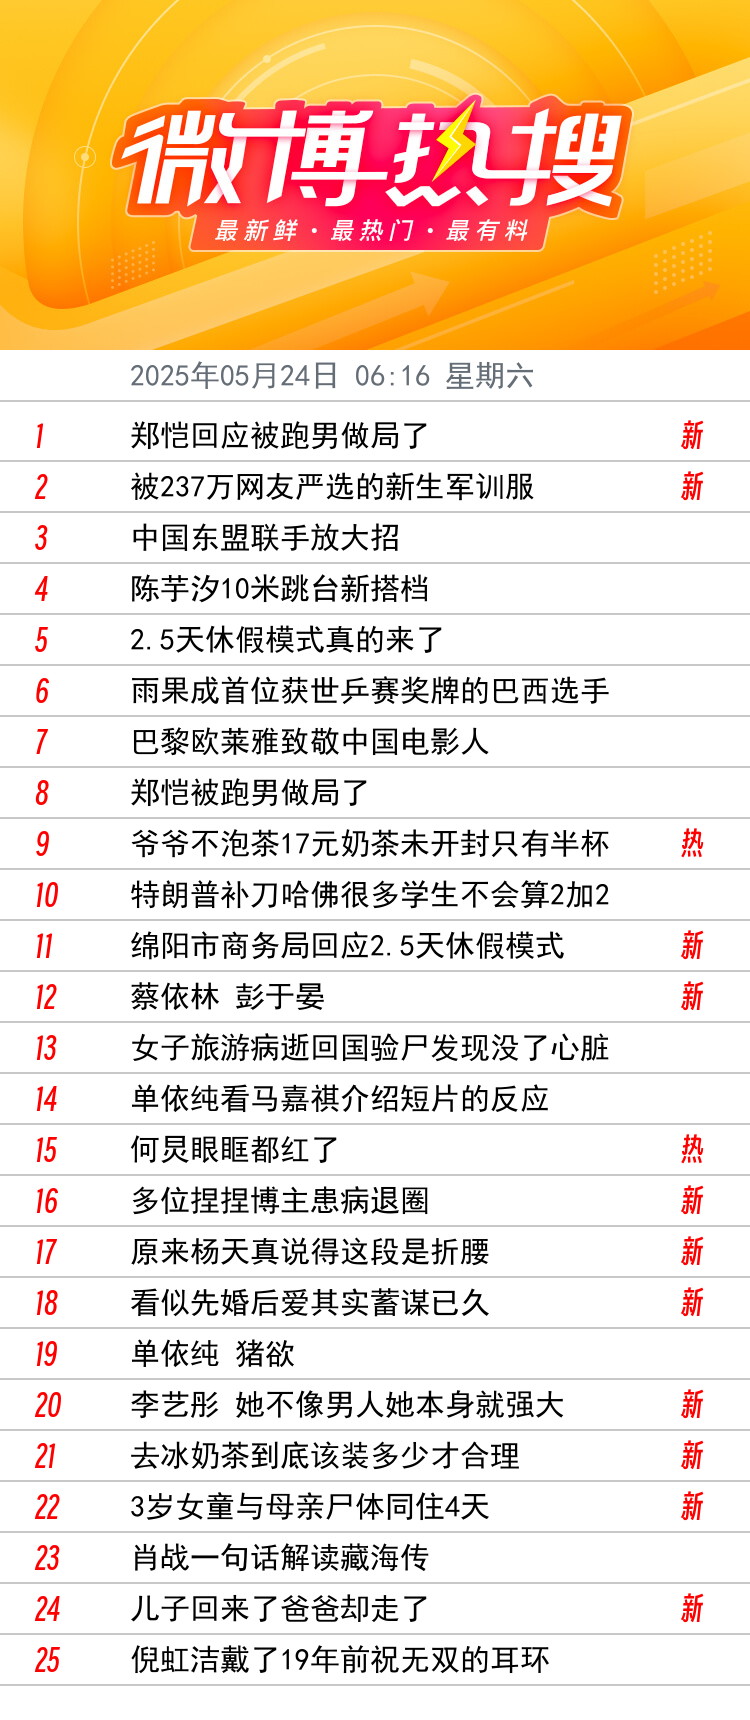 微博热搜
最新鲜·最热门·最有料
2025年05月24日 06:16 星期六
1 郑恺回应被跑男做局了 新
2 被237万网友严选的新生军训服 新
3 中国东盟联手放大招
4 陈芋汐10米跳台新搭档
5 2.5天休假模式真的来了
6 雨果成首位获世乒赛奖牌的巴西选手
7 巴黎欧莱雅致敬中国电影人
8 郑恺被跑男做局了
9 爷爷不泡茶17元奶茶未开封只有半杯 热
10 特朗普补刀哈佛很多学生不会算2加2
11 绵阳市商务局回应2.5天休假模式 新
12 蔡依林 彭于晏 新
13 女子旅游病逝回国验尸发现没了心脏
14 单依纯看马嘉祺介绍短片的反应
15 何炅眼眶都红了 热
16 多位捏捏博主患病退圈 新
17 原来杨天真说得这段是折腰 新
18 看似先婚后爱其实蓄谋已久 新
19 单依纯 猪欲
20 李艺彤 她不像男人她本身就强大 新
21 去冰奶茶到底该装多少才合理 新
22 3岁女童与母亲尸体同住4天 新
23 肖战一句话解读藏海传
24 儿子回来了爸爸却走了 新
25 倪虹洁戴了19年前祝无双的耳环